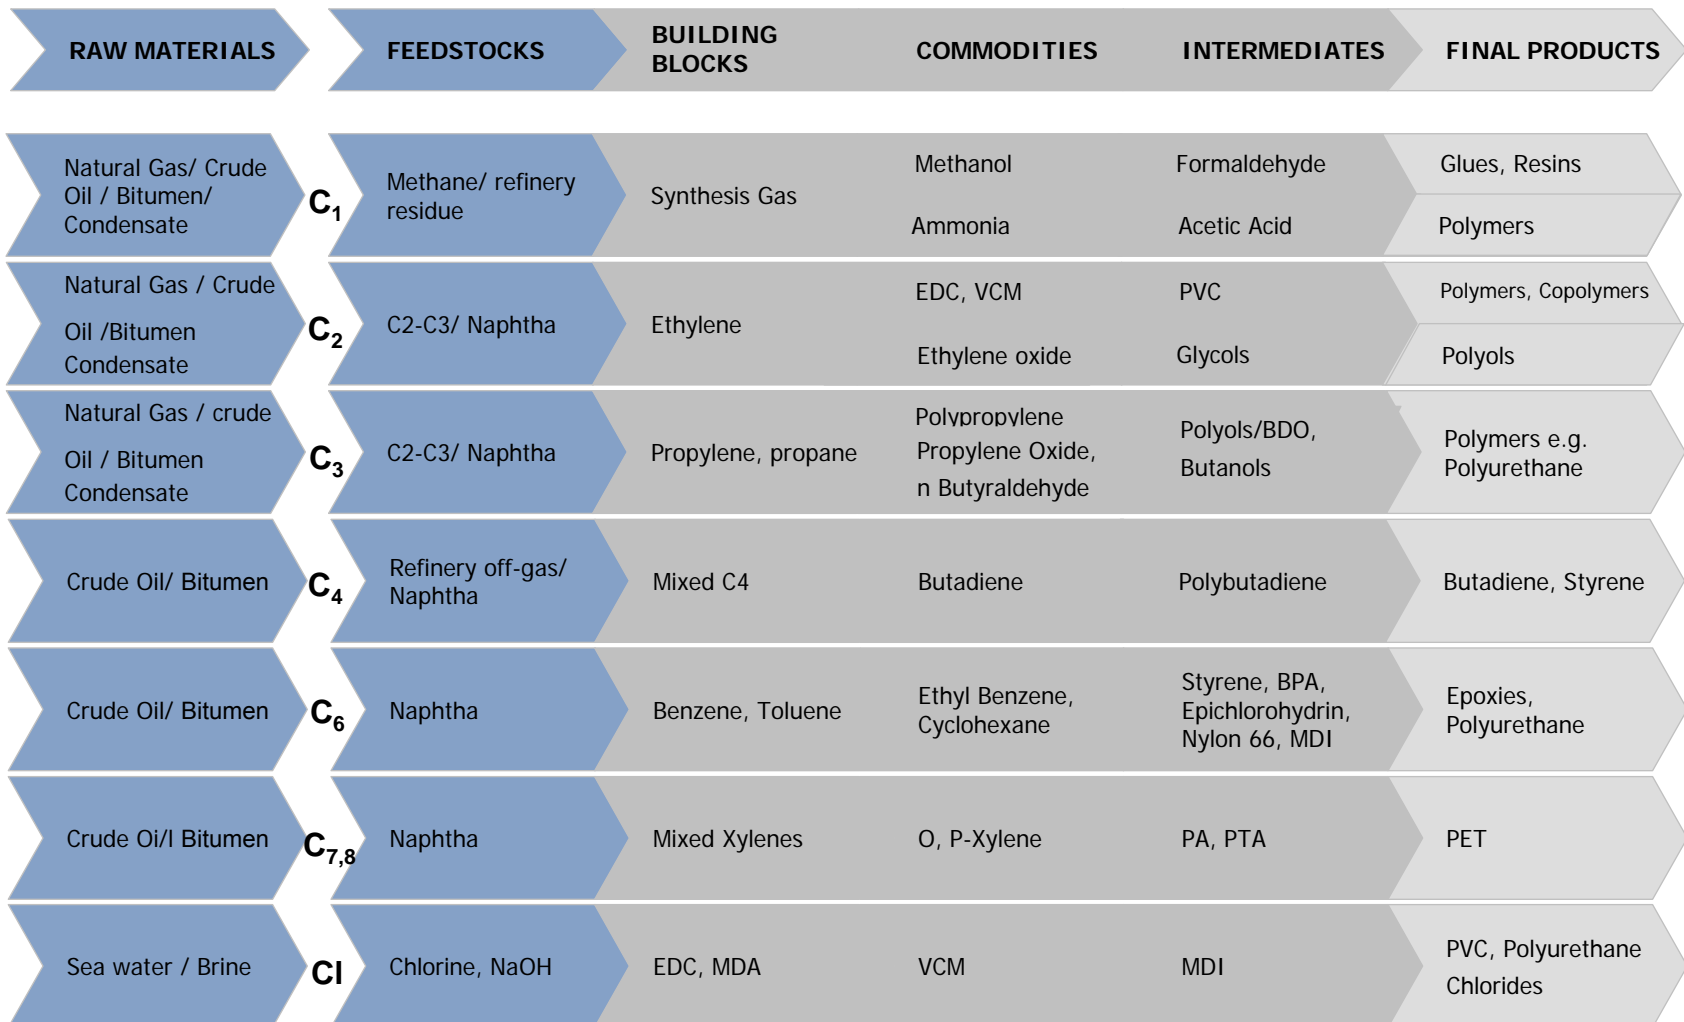 RAW MATERIALS
FEEDSTOCKS
BUILDING
BLOCKS
COMMODITIES
INTERMEDIATES
FINAL PRODUCTS
Natural Gas/ Crude
Oil / Bitumen/
Condensate
C1
Methane/ refinery
residue
Synthesis Gas
Methanol
Ammonia
Formaldehyde
Acetic Acid
Glues, Resins
Polymers
Natural Gas / Crude
Oil /Bitumen
Condensate
C2
C2-C3/ Naphtha
Ethylene
EDC, VCM
Ethylene oxide
PVC
Glycols
Polymers, Copolymers
Polyols
Natural Gas / crude
Oil / Bitumen
Condensate
C3
C2-C3/ Naphtha
Propylene, propane
Polypropylene
Propylene Oxide,
n Butyraldehyde
Polyols/BDO,
Butanols
Polymers e.g.
Polyurethane
Crude Oil/ Bitumen
C4
Refinery off-gas/
Naphtha
Mixed C4
Butadiene
Polybutadiene
Butadiene, Styrene
Crude Oil/ Bitumen
C6
Naphtha
Benzene, Toluene
Ethyl Benzene,
Cyclohexane
Styrene, BPA,
Epichlorohydrin,
Nylon 66, MDI
Epoxies,
Polyurethane
Crude Oi/l Bitumen
C7,8
Naphtha
Mixed Xylenes
O, P-Xylene
PA, PTA
PET
Sea water / Brine
Cl
Chlorine, NaOH
EDC, MDA
VCM
MDI
PVC, Polyurethane
Chlorides